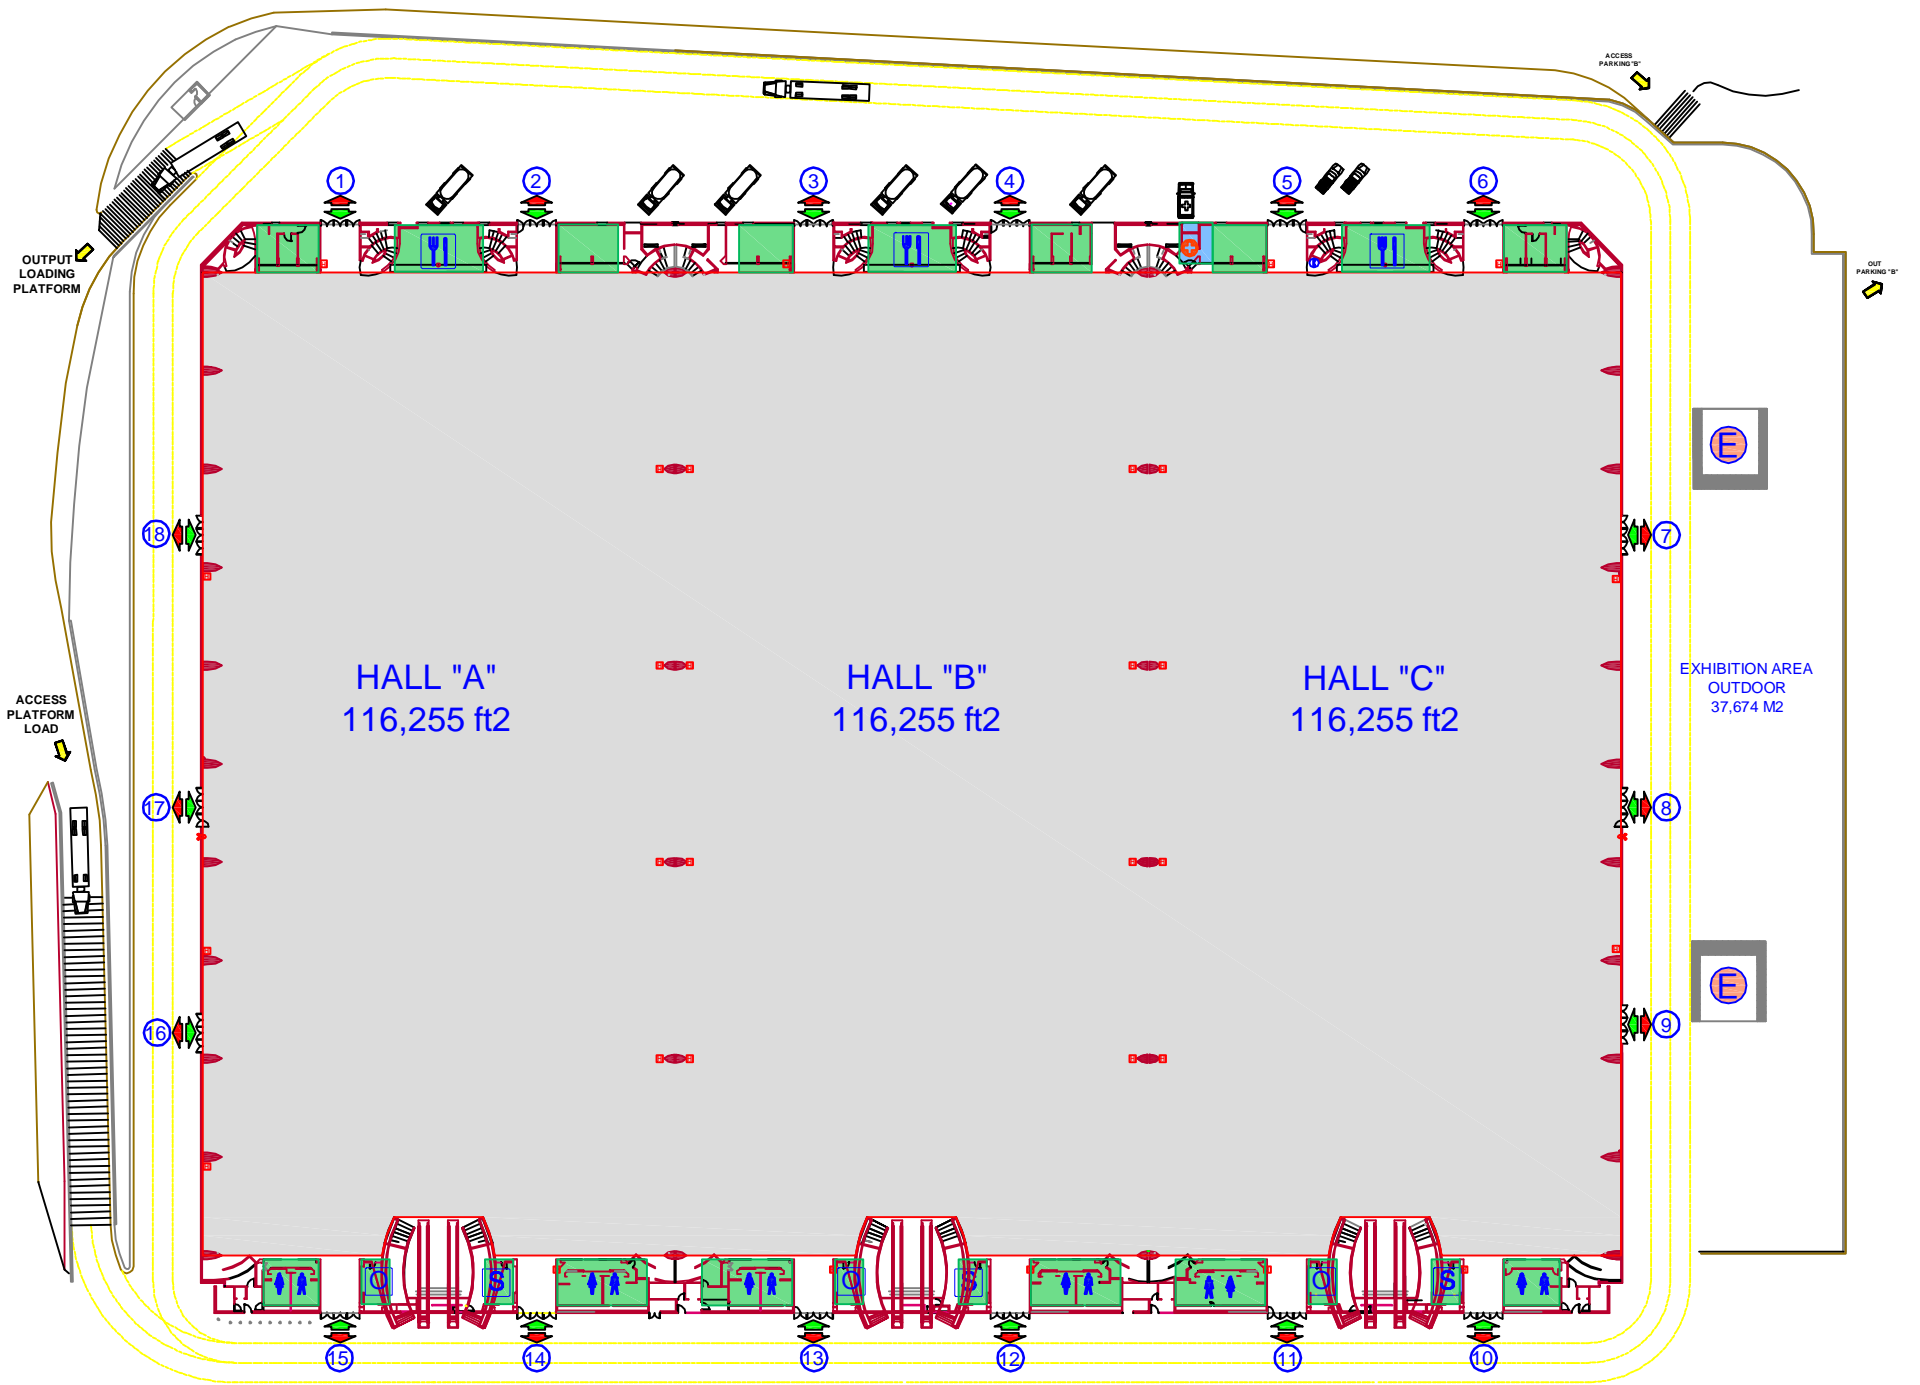 ACCESS
PARKING "B"
1
2
3
4
5
6
OUTPUT
LOADING
PLATFORM
OUT
PARKING "B"
E
18
7
HALL "A"
116,255 ft2
HALL "B"
116,255 ft2
HALL "C"
116,255 ft2
EXHIBITION AREA
OUTDOOR
37,674 M2
ACCESS
PLATFORM
LOAD
17
8
E
16
9
O
S
O
S
O
S
15
14
13
12
11
10